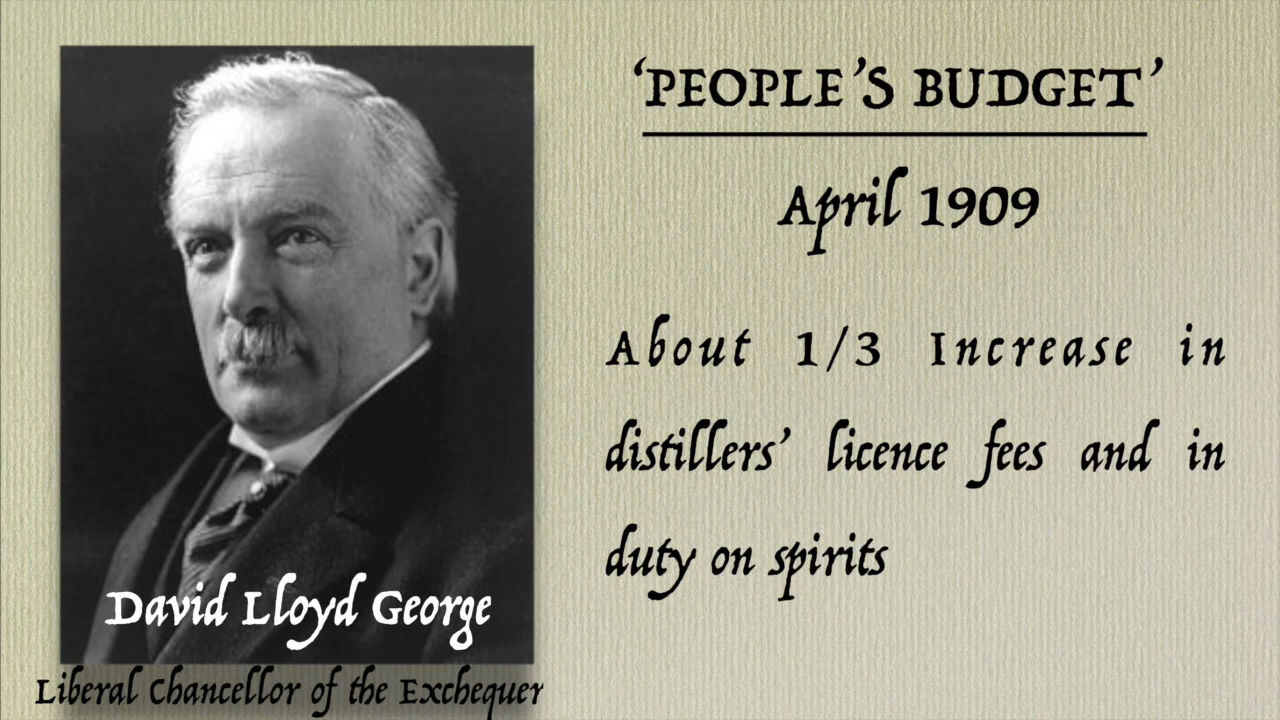 David Lloyd George
Liberal Chancellor of the Exchequer
‘PEOPLE’S BUDGET’
April 1909
About 1/3 Increase in
distillers’ licence fees and in
duty on spirits